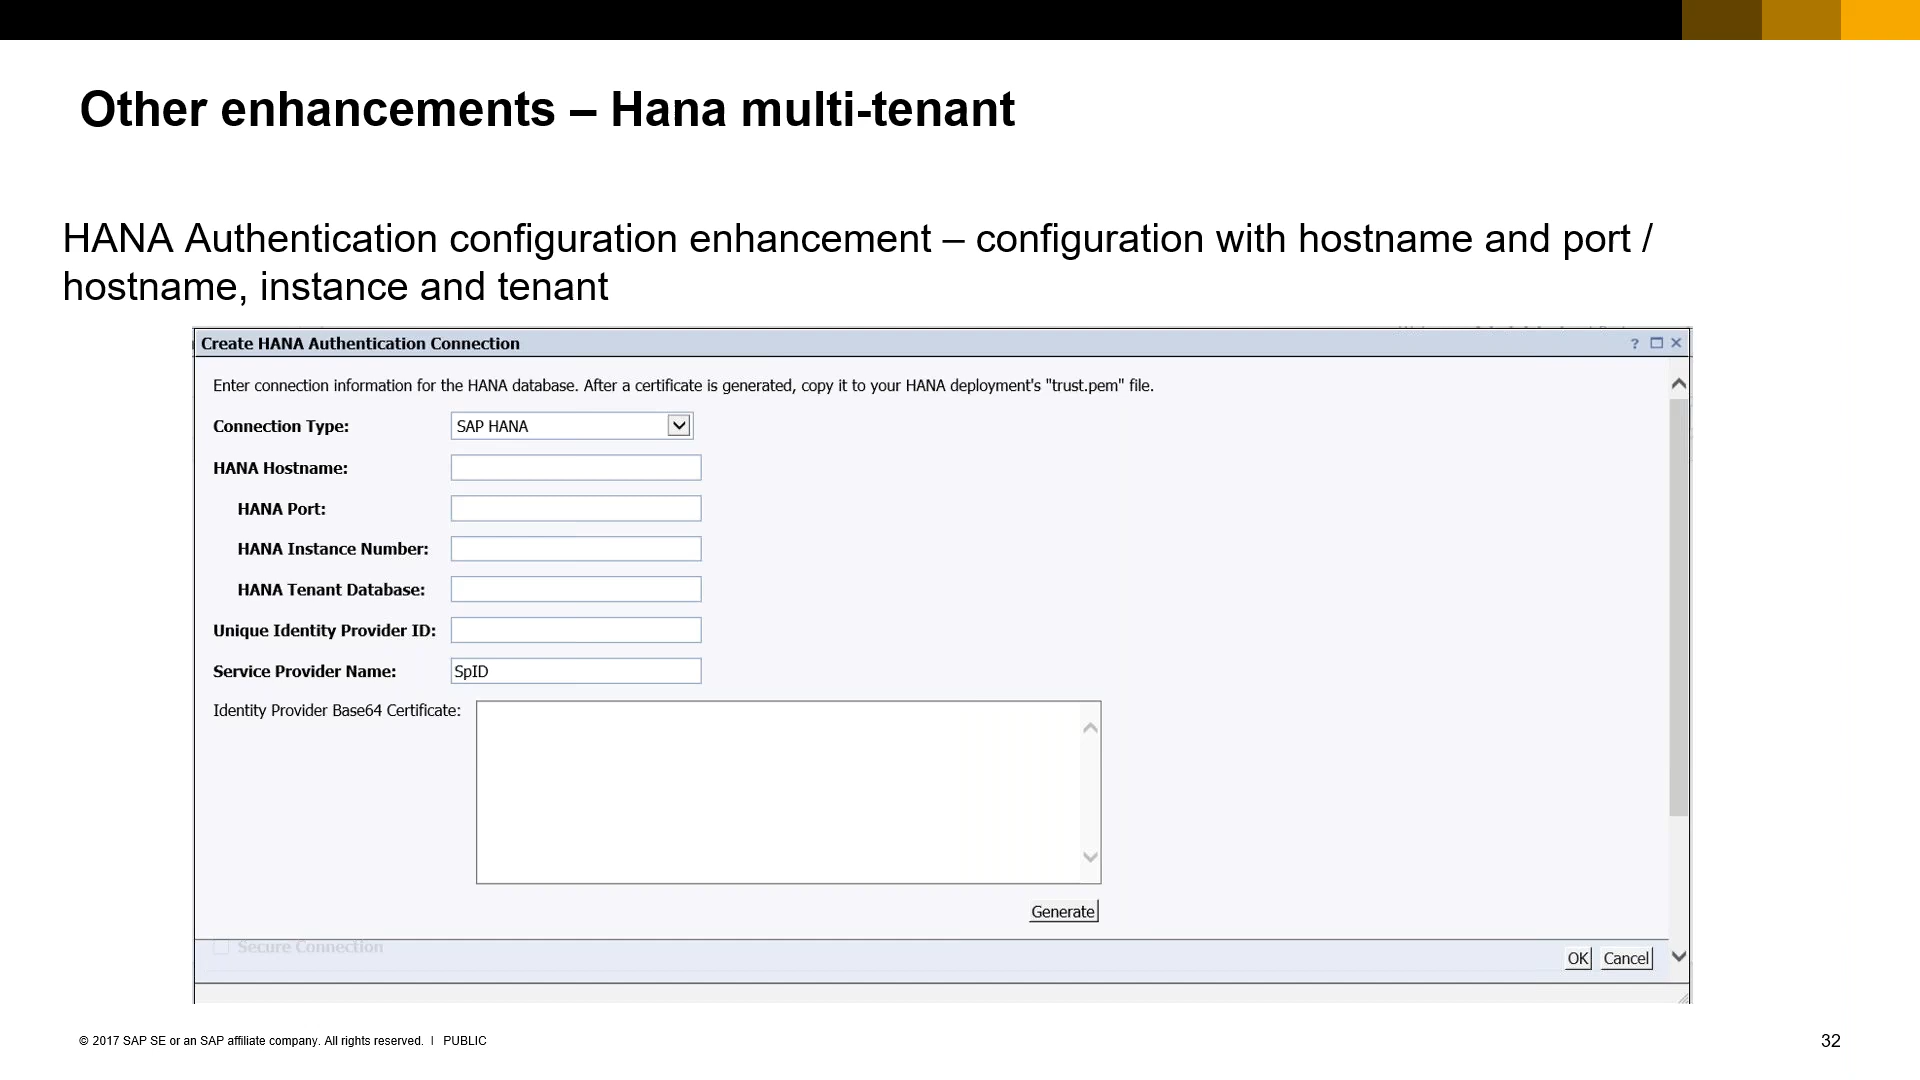 Other enhancements – Hana multi-tenant
HANA Authentication configuration enhancement – configuration with hostname and port /
hostname, instance and tenant
Create HANA Authentication Connection
Enter connection information for the HANA database. After a certificate is generated, copy it to your HANA deployment's "trust.pem" file.
Connection Type: SAP HANA
HANA Hostname:
HANA Port:
HANA Instance Number:
HANA Tenant Database:
Unique Identity Provider ID:
Service Provider Name: SpID
Identity Provider Base64 Certificate:
Generate
Secure Connection
OK Cancel
© 2017 SAP SE or an SAP affiliate company. All rights reserved. | PUBLIC
32